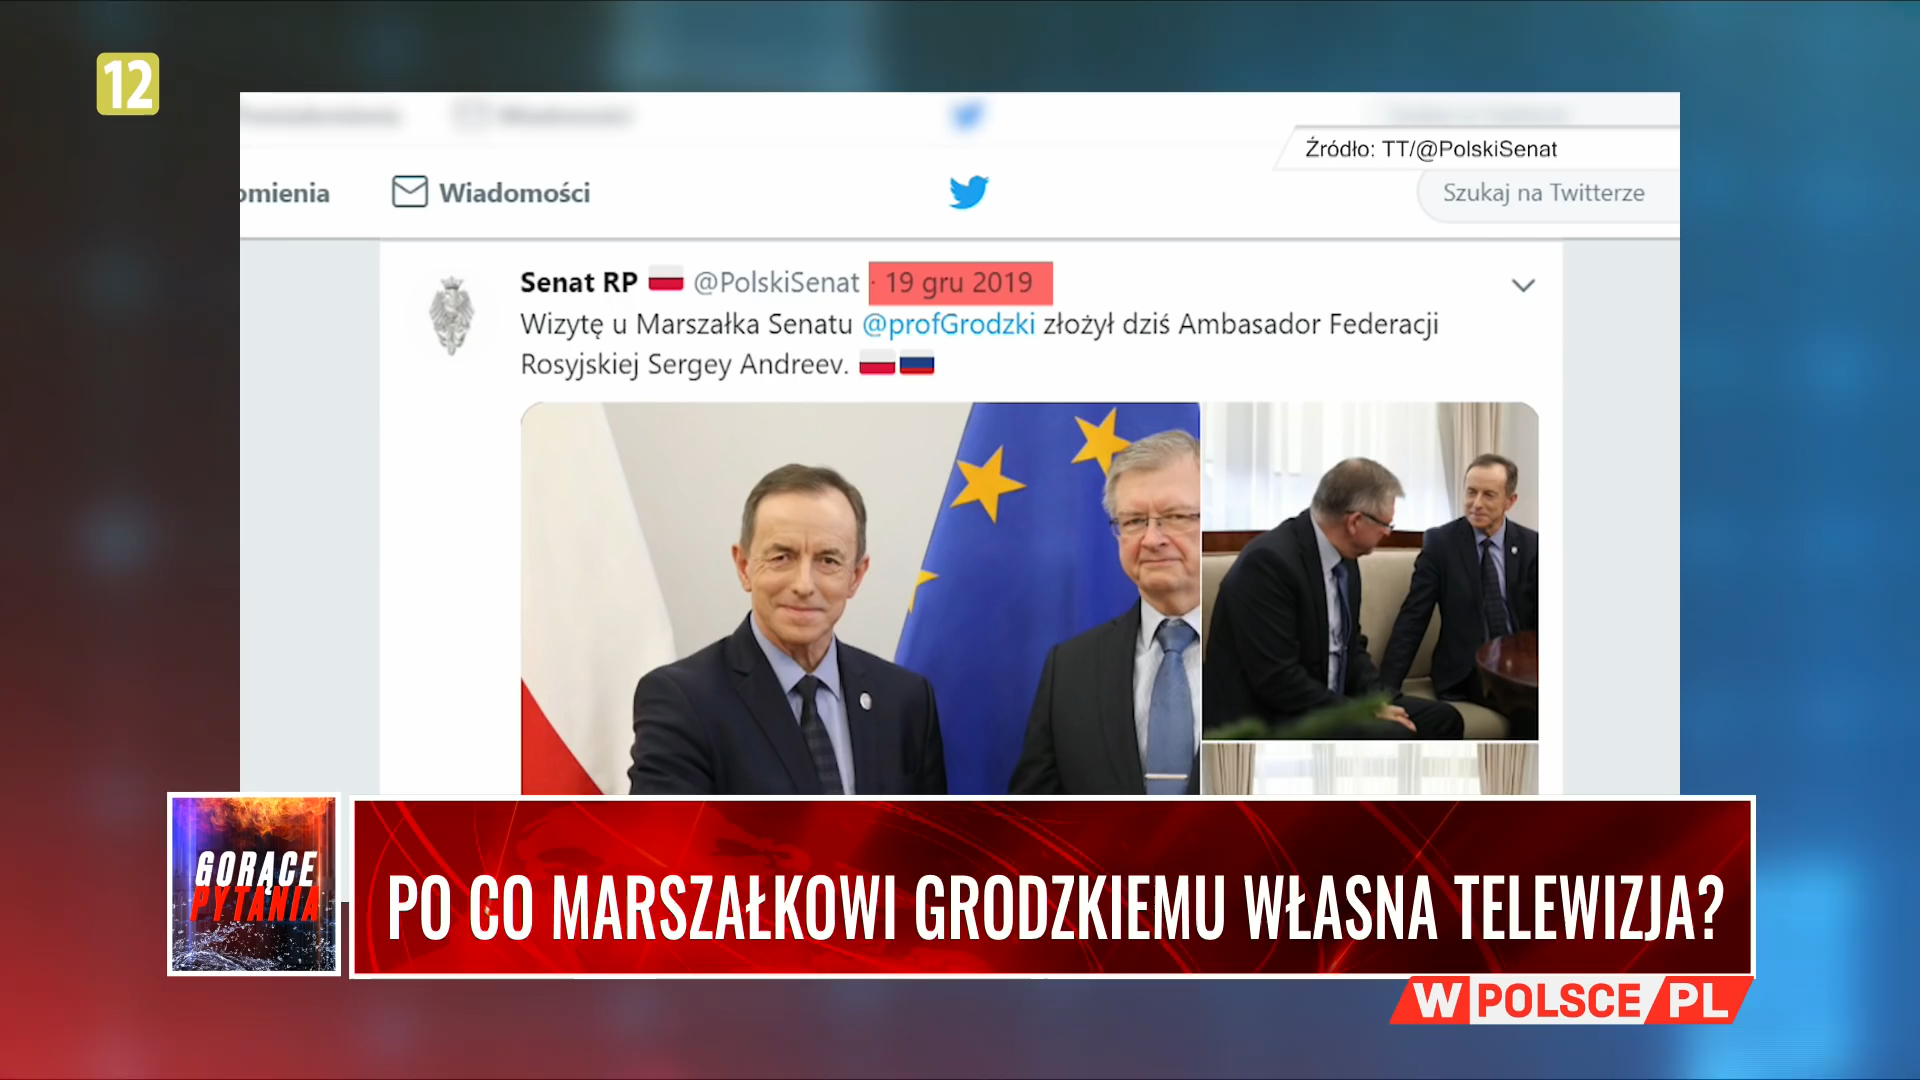 12
Źródło: TT/@PolskiSenat
omienia
Wiadomości
Szukaj na Twitterze
Senat RP @PolskiSenat · 19 gru 2019
Wizytę u Marszałka Senatu @profGrodzki złożył dziś Ambasador Federacji
Rosyjskiej Sergey Andreev.
GORĄCE
PYTANIA
PO CO MARSZAŁKOWI GRODZKIEMU WŁASNA TELEWIZJA?
WPOLSCE/PL